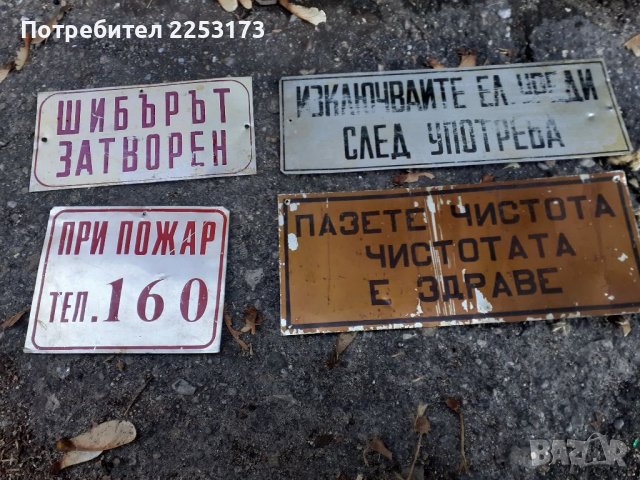 Потребител 2253173
ШИБЪРЪТ
ЗАТВОРЕН
ИЗКЛЮЧВАЙТЕ ЕЛ УРЕДИ
СЛЕД УПОТРЕБА
ПРИ ПОЖАР
ТЕЛ. 160
ПАЗЕТЕ ЧИСТОТА
ЧИСТОТАТА
Е ЗДРАВЕ
BAZAR